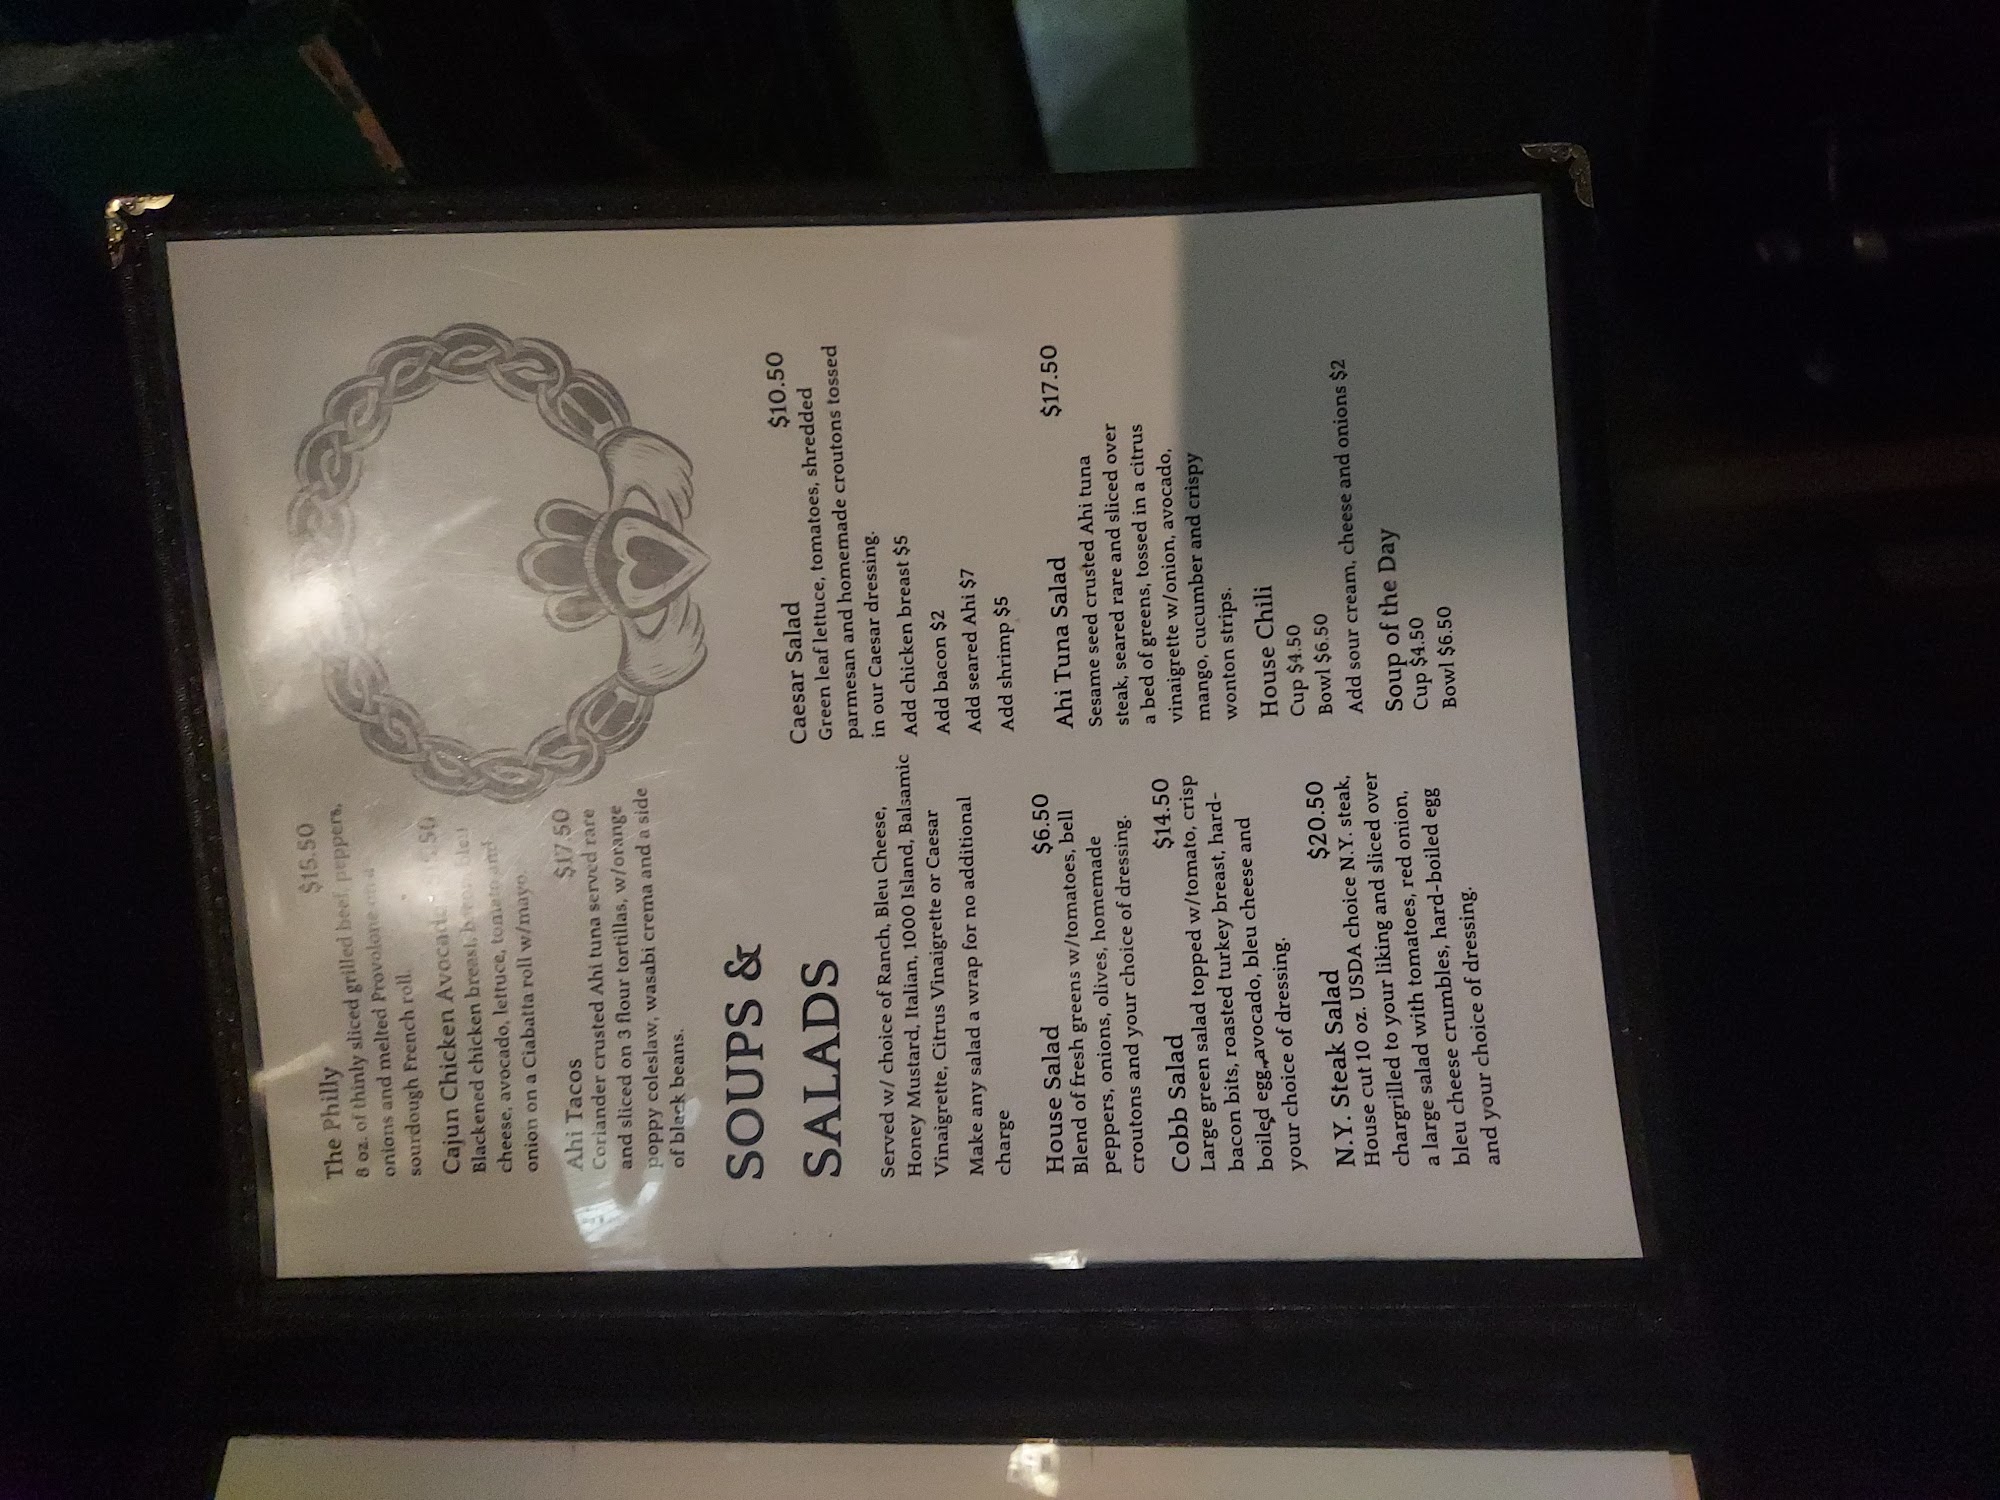 The Philly $15.50
8 oz. of thinly sliced grilled beef, peppers,
onions and melted Provolone on a
sourdough French roll.
Cajun Chicken Avocado
Blackened chicken breast,
cheese, avocado, lettuce, tomato and
onion on a Ciabatta roll w/mayo.
Ahi Tacos $17.50
Coriander crusted Ahi tuna served rare
and sliced on 3 flour tortillas, w/orange
poppy coleslaw, wasabi crema and a side
of black beans.
SOUPS &
SALADS
Served w/ choice of Ranch, Bleu Cheese,
Honey Mustard, Italian, 1000 Island, Balsamic
Vinaigrette, Citrus Vinaigrette or Caesar
Make any salad a wrap for no additional
charge
House Salad $6.50
Blend of fresh greens w/tomatoes, bell
peppers, onions, olives, homemade
croutons and your choice of dressing.
Cobb Salad $14.50
Large green salad topped w/tomato, crisp
bacon bits, roasted turkey breast, hard-
boiled egg, avocado, bleu cheese and
your choice of dressing.
N.Y. Steak Salad $20.50
House cut 10 oz. USDA choice N.Y. steak,
chargrilled to your liking and sliced over
a large salad with tomatoes, red onion,
bleu cheese crumbles, hard-boiled egg
and your choice of dressing.
Caesar Salad $10.50
Green leaf lettuce, tomatoes, shredded
parmesan and homemade croutons tossed
in our Caesar dressing.
Add chicken breast $5
Add bacon $2
Add seared Ahi $7
Add shrimp $5
Ahi Tuna Salad $17.50
Sesame seed crusted Ahi tuna
steak, seared rare and sliced over
a bed of greens, tossed in a citrus
vinaigrette w/onion, avocado,
mango, cucumber and crispy
wonton strips.
House Chili
Cup $4.50
Bowl $6.50
Add sour cream, cheese and onions $2
Soup of the Day
Cup $4.50
Bowl $6.50